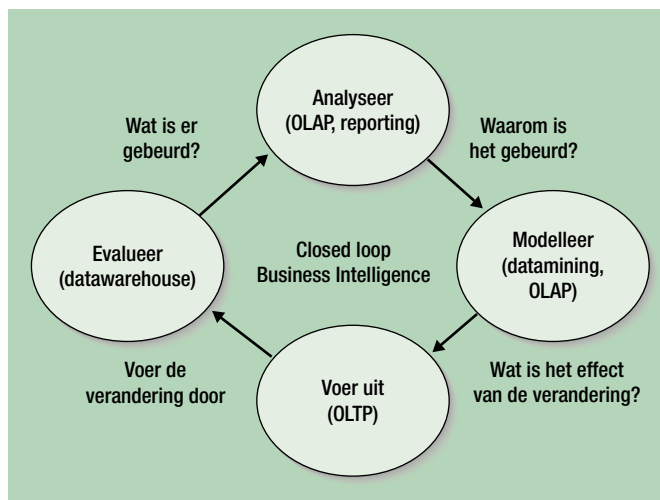 Analyseer
(OLAP, reporting)
Wat is er
gebeurd?
Waarom is
het gebeurd?
Evalueer
(datawarehouse)
Closed loop
Business Intelligence
Modelleer
(datamining,
OLAP)
Voer de
verandering door
Voer uit
(OLTP)
Wat is het effect
van de verandering?